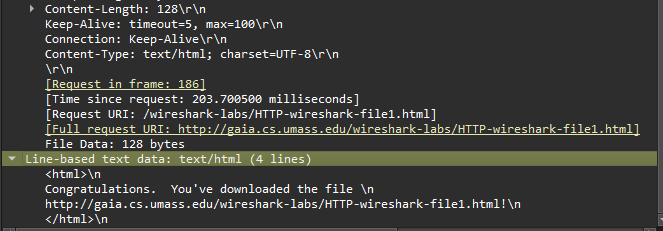 Content-Length: 128\r\n
Keep-Alive: timeout=5, max=100\r\n
Connection: Keep-Alive\r\n
Content-Type: text/html; charset=UTF-8\r\n
\r\n
[Request in frame: 186]
[Time since request: 203.700500 milliseconds]
[Request URI: /wireshark-labs/HTTP-wireshark-file1.html]
[Full request URI: http://gaia.cs.umass.edu/wireshark-labs/HTTP-wireshark-file1.html]
File Data: 128 bytes
Line-based text data: text/html (4 lines)
<html>\n
Congratulations.  You've downloaded the file \n
http://gaia.cs.umass.edu/wireshark-labs/HTTP-wireshark-file1.html!\n
</html>\n